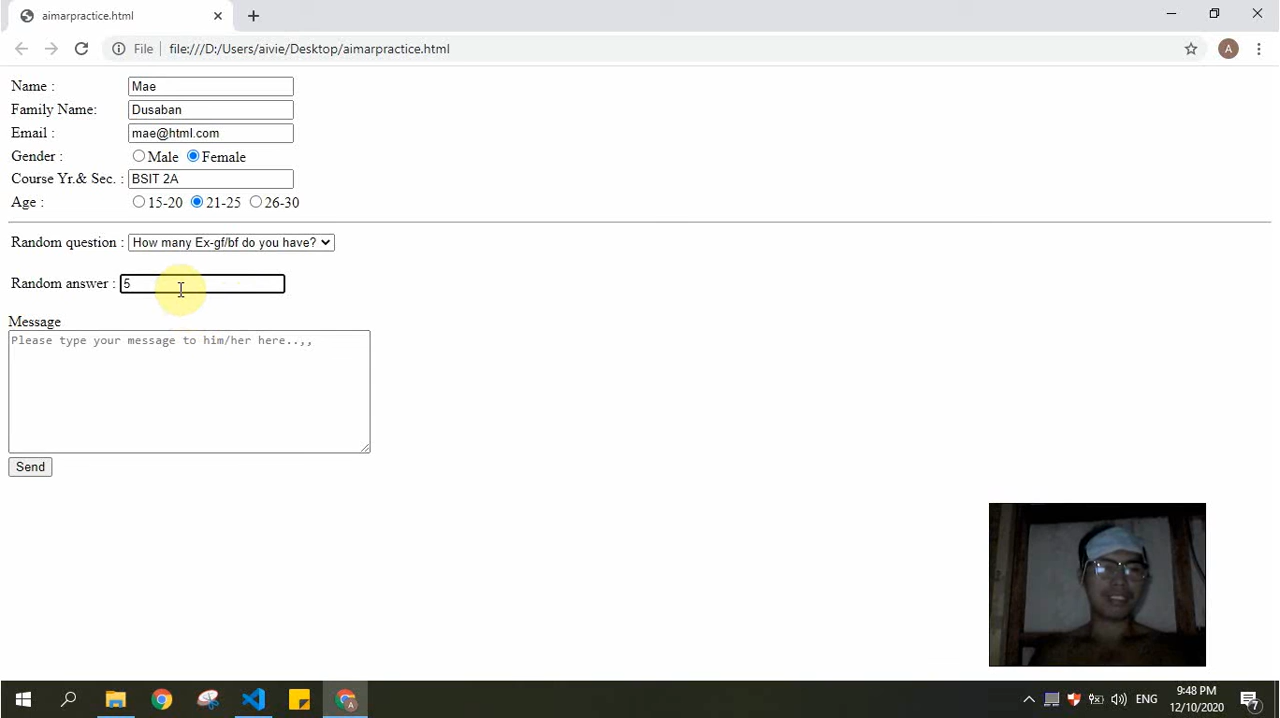 aimarpractice.html
File file:///D:/Users/aivie/Desktop/aimarpractice.html A
Name : Mae
Family Name: Dusaban
Email : mae@html.com
Gender : Male Female
Course Yr.& Sec. : BSIT 2A
Age : 15-20 21-25 26-30
Random question : How many Ex-gf/bf do you have?
Random answer : 5
Message
Please type your message to him/her here..,,
Send
ENG 9:48 PM
12/10/2020 7